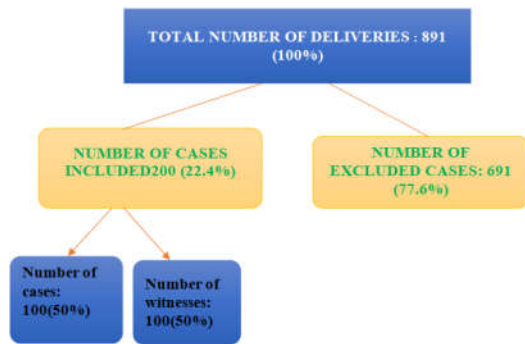 TOTAL NUMBER OF DELIVERIES : 891
(100%)
NUMBER OF CASES
INCLUDED200 (22.4%)
NUMBER OF
EXCLUDED CASES: 691
(77.6%)
Number of
cases:
100(50%)
Number of
witnesses:
100(50%)